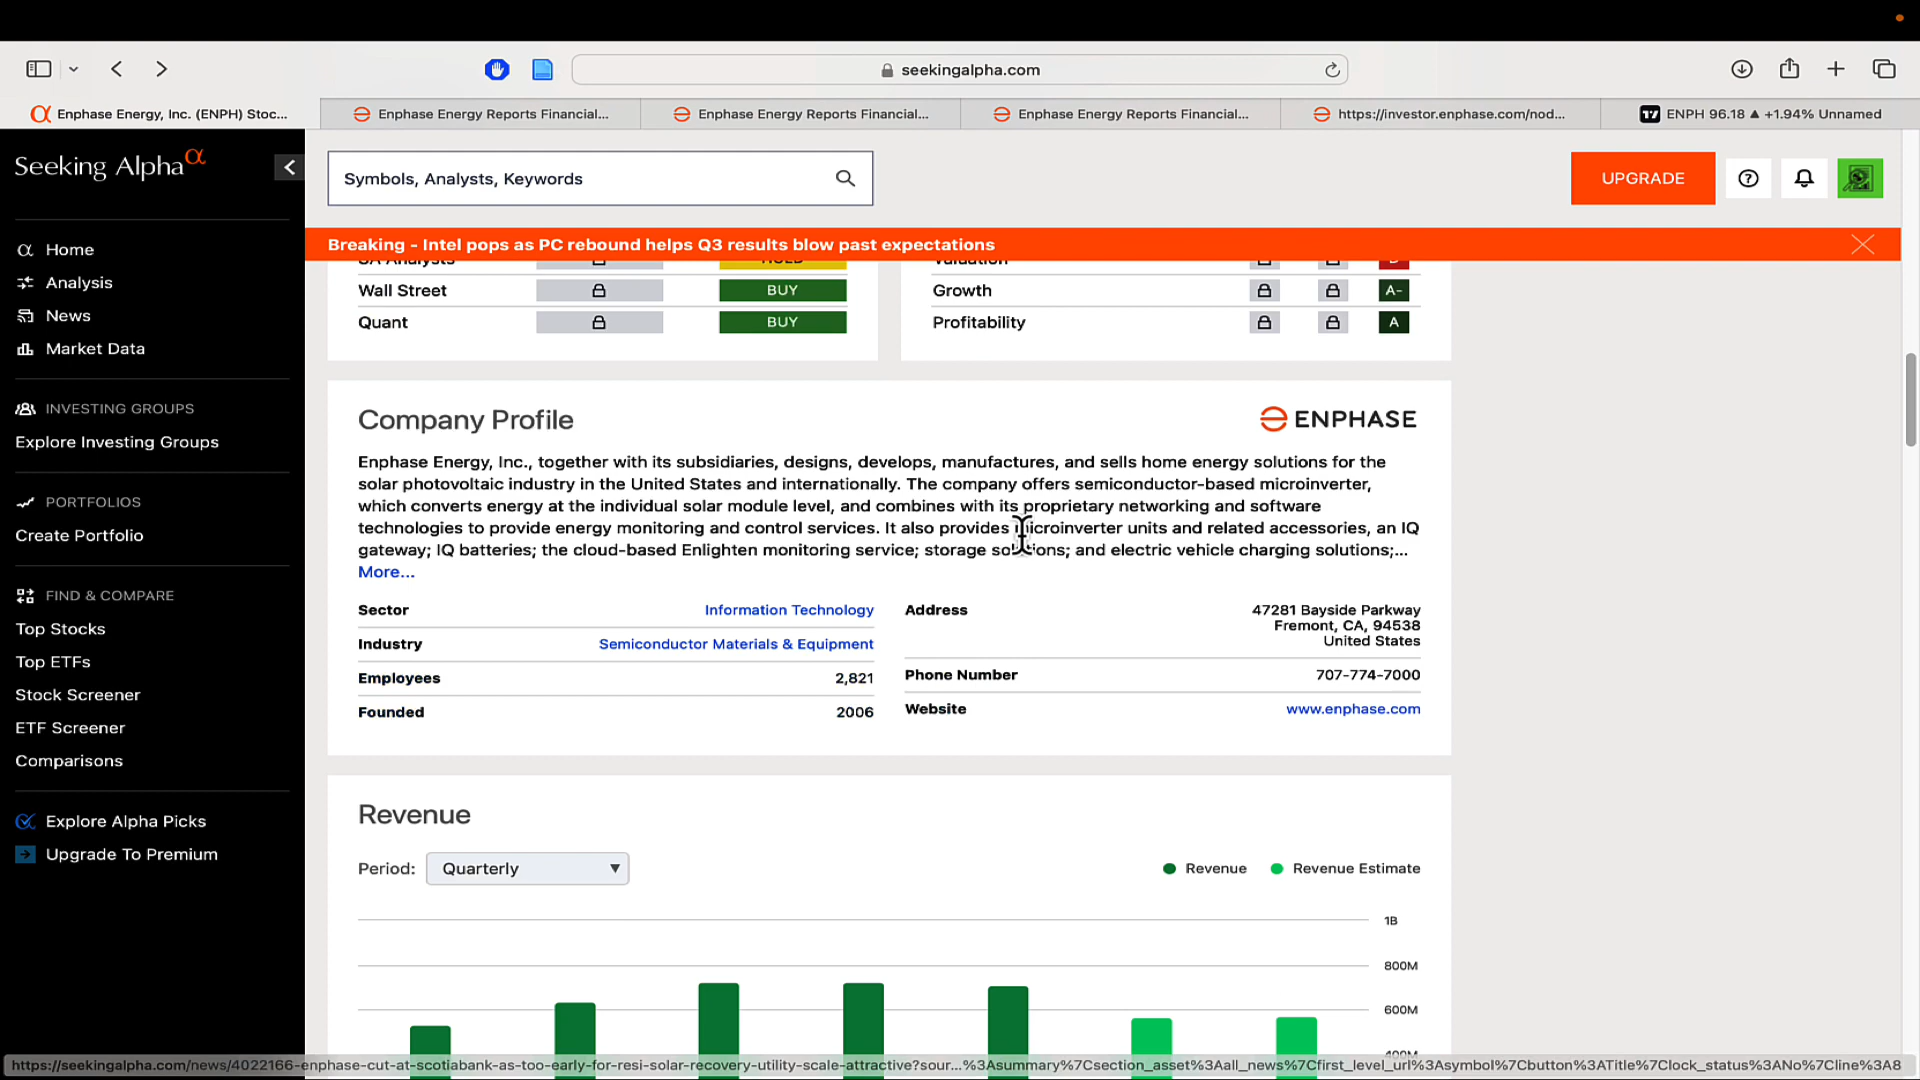 seekingalpha.com
Enphase Energy, Inc. (ENPH) Stoc...
Enphase Energy Reports Financial...
Enphase Energy Reports Financial...
Enphase Energy Reports Financial...
https://investor.enphase.com/nod...
ENPH 96.18 ▲ +1.94% Unnamed
Seeking Alpha α
Symbols, Analysts, Keywords
UPGRADE
Breaking - Intel pops as PC rebound helps Q3 results blow past expectations
Home
Analysis
News
Market Data
INVESTING GROUPS
Explore Investing Groups
PORTFOLIOS
Create Portfolio
FIND & COMPARE
Top Stocks
Top ETFs
Stock Screener
ETF Screener
Comparisons
Explore Alpha Picks
Upgrade To Premium
SA Analysts HOLD
Wall Street BUY
Quant BUY
Valuation
Growth A-
Profitability A
Company Profile
ENPHASE
Enphase Energy, Inc., together with its subsidiaries, designs, develops, manufactures, and sells home energy solutions for the
solar photovoltaic industry in the United States and internationally. The company offers semiconductor-based microinverter,
which converts energy at the individual solar module level, and combines with its proprietary networking and software
technologies to provide energy monitoring and control services. It also provides microinverter units and related accessories, an IQ
gateway; IQ batteries; the cloud-based Enlighten monitoring service; storage solutions; and electric vehicle charging solutions;...
More...
Sector Information Technology
Industry Semiconductor Materials & Equipment
Employees 2,821
Founded 2006
Address 47281 Bayside Parkway
Fremont, CA, 94538
United States
Phone Number 707-774-7000
Website www.enphase.com
Revenue
Period: Quarterly
Revenue Revenue Estimate
1B
800M
600M
400M
https://seekingalpha.com/news/4022166-enphase-cut-at-scotiabank-as-too-early-for-resi-solar-recovery-utility-scale-attractive?sour...%3Asummary%7Csection_asset%3Aall_news%7Cfirst_level_url%3Asymbol%7Cbutton%3ATitle%7Clock_status%3ANo%7Cline%3A8